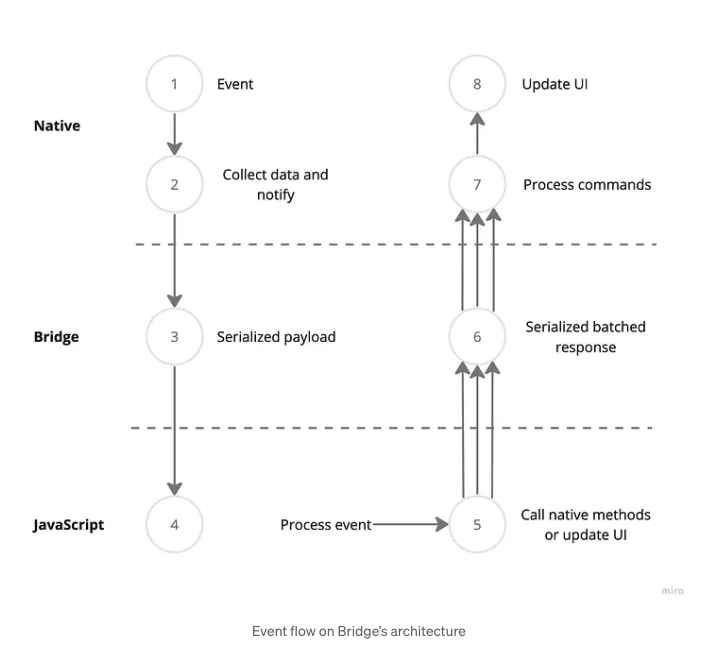 1
Event
8
Update UI
Native
2
Collect data and
notify
7
Process commands
Bridge
3
Serialized payload
6
Serialized batched
response
JavaScript
4
Process event
5
Call native methods
or update UI
miro
Event flow on Bridge's architecture